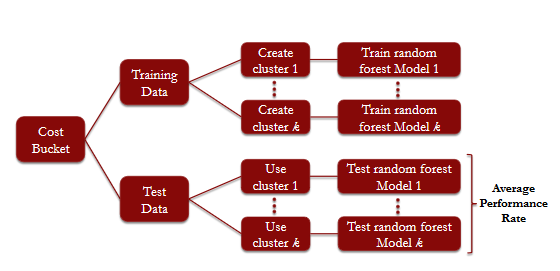 Cost
Bucket
Training
Data
Create
cluster 1
Train random
forest Model 1
Create
cluster k
Train random
forest Model k
Test
Data
Use
cluster 1
Test random forest
Model 1
Use
cluster k
Test random forest
Model k
Average
Performance
Rate